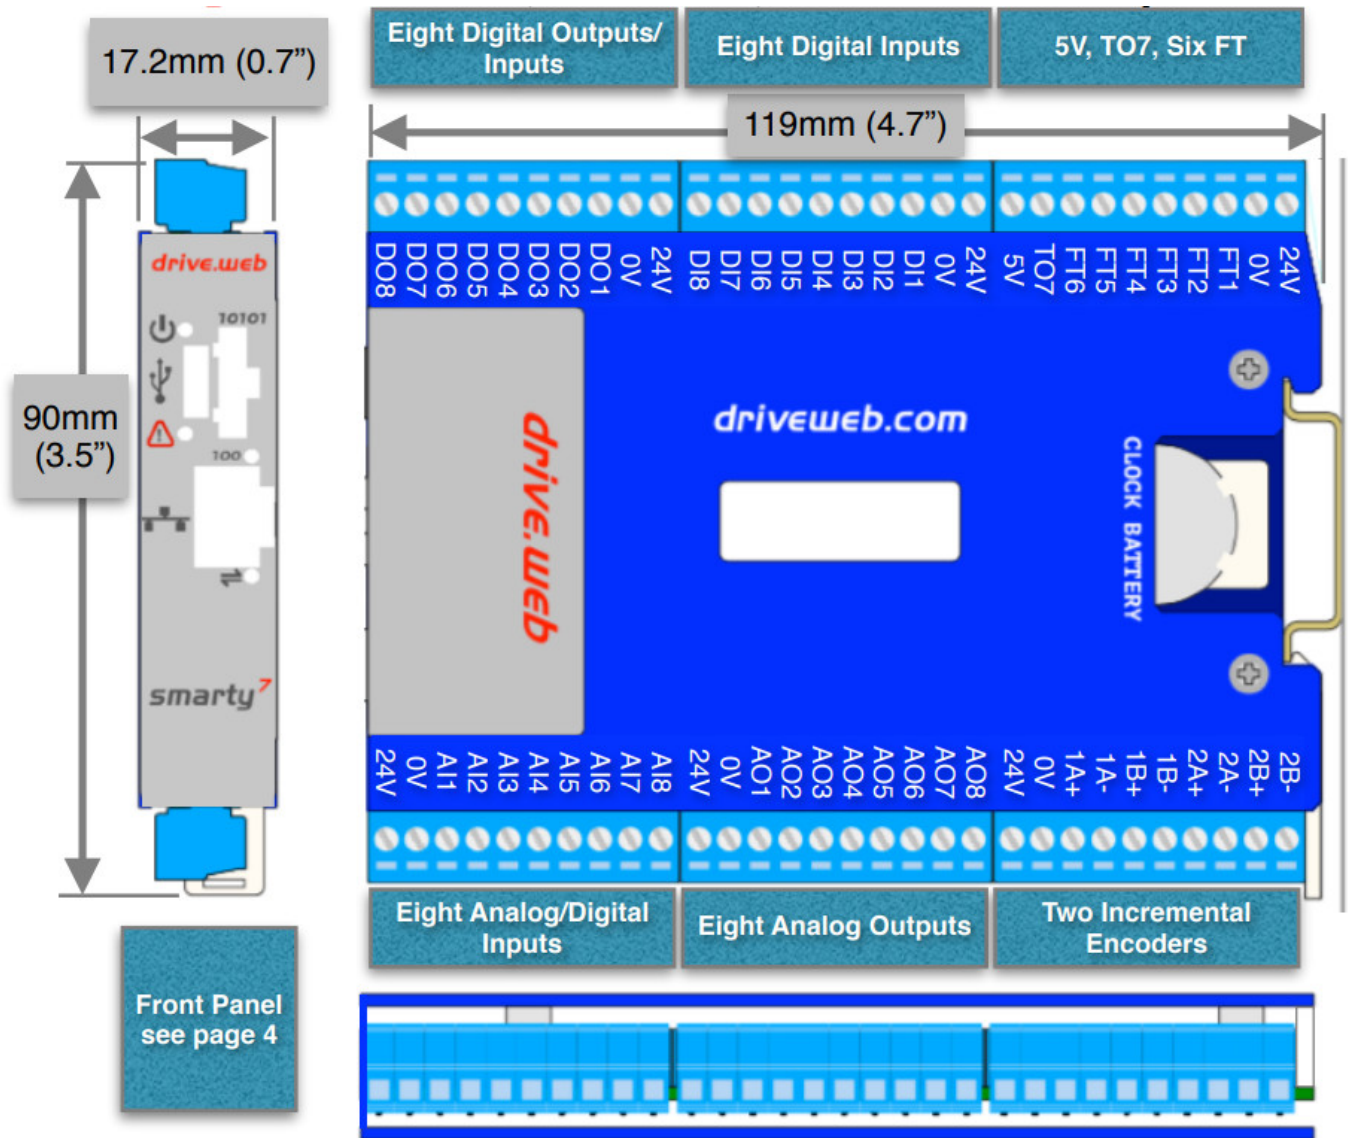 17.2mm (0.7”)
Eight Digital Outputs/
Inputs
Eight Digital Inputs
5V, TO7, Six FT
119mm (4.7”)
DO8
DO7
DO6
DO5
DO4
DO3
DO2
DO1
0V
24V
DI8
DI7
DI6
DI5
DI4
DI3
DI2
DI1
0V
24V
5V
TO7
FT6
FT5
FT4
FT3
FT2
FT1
0V
24V
drive.web
10101
90mm
(3.5”)
100
smarty7
drive.web
driveweb.com
CLOCK BATTERY
24V
0V
AI1
AI2
AI3
AI4
AI5
AI6
AI7
AI8
24V
0V
AO1
AO2
AO3
AO4
AO5
AO6
AO7
AO8
24V
0V
1A+
1A-
1B+
1B-
2A+
2A-
2B+
2B-
Eight Analog/Digital
Inputs
Eight Analog Outputs
Two Incremental
Encoders
Front Panel
see page 4